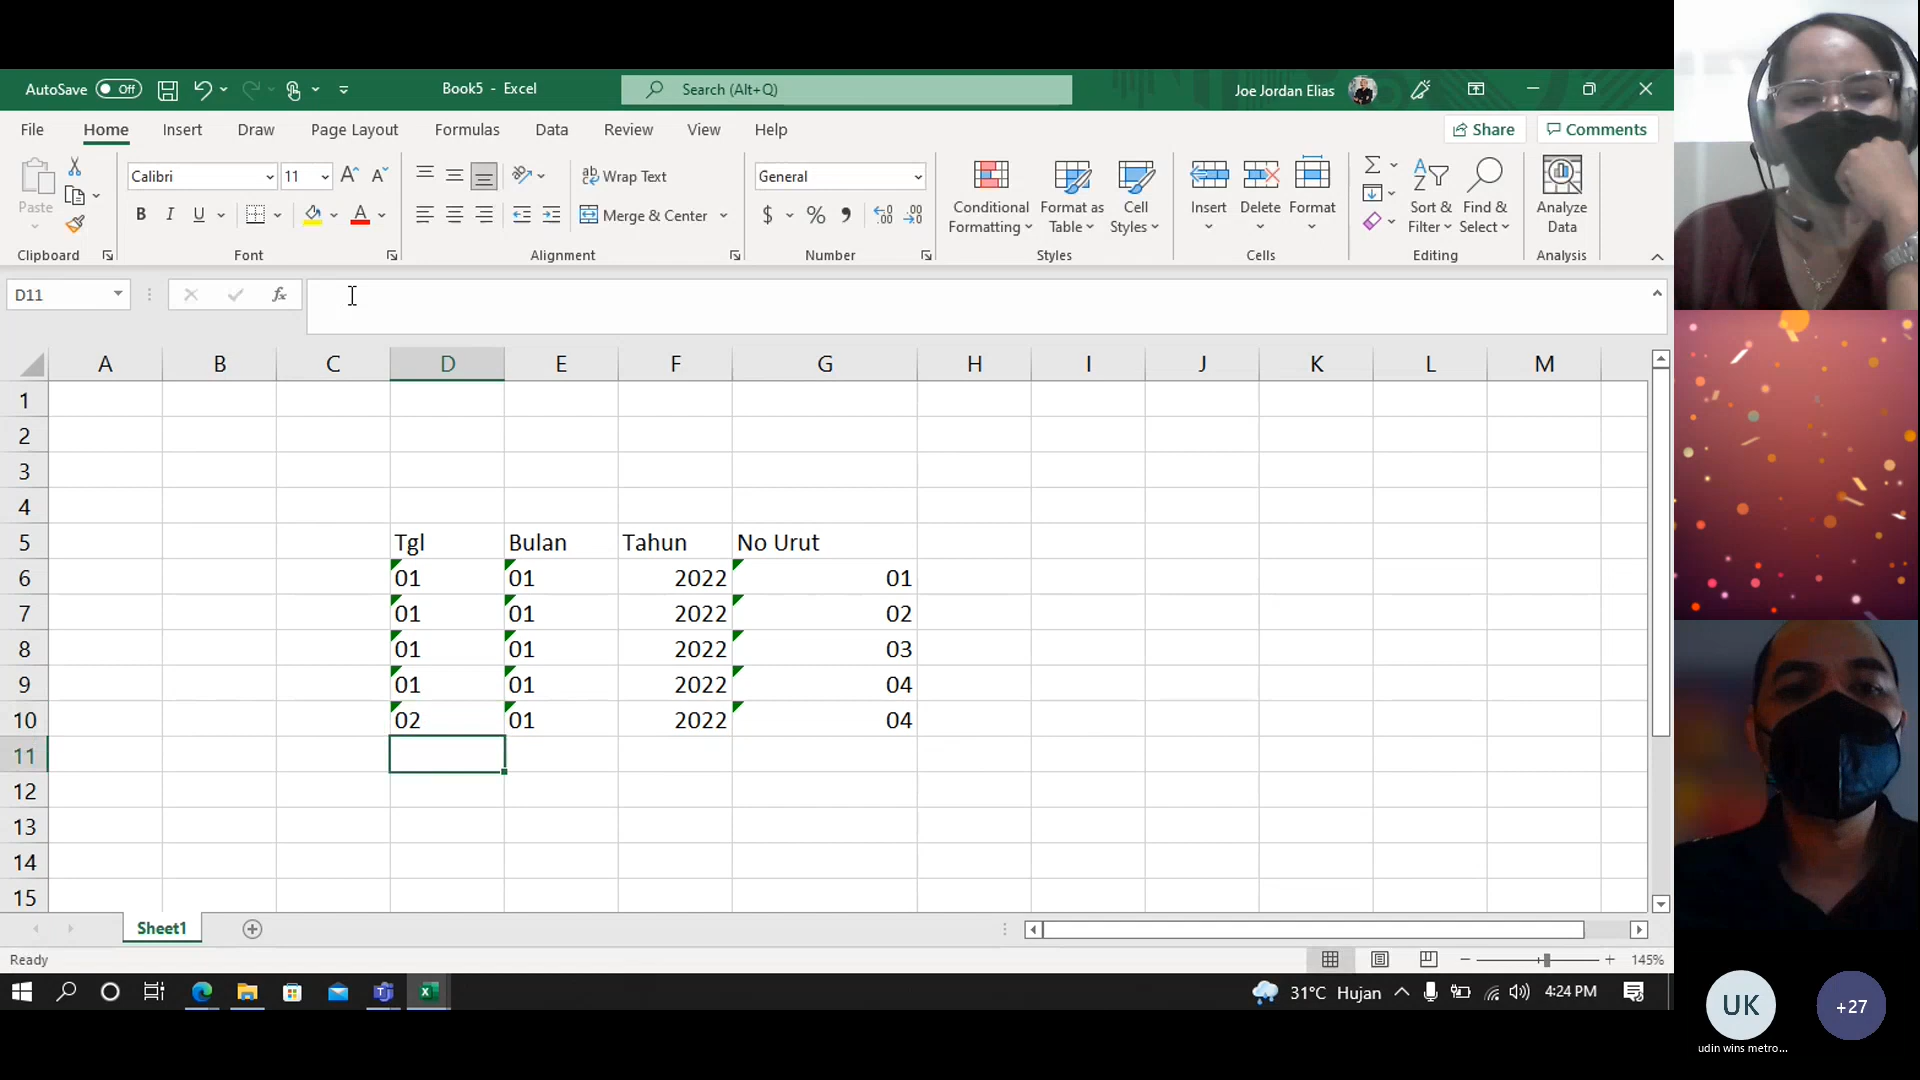 AutoSave Off Book5 - Excel Search (Alt+Q) Joe Jordan Elias
File Home Insert Draw Page Layout Formulas Data Review View Help Share Comments
Paste Calibri 11 Wrap Text General Conditional Formatting Format as Table Cell Styles Insert Delete Format Sort & Filter Find & Select Analyze Data
B I U Merge & Center $ % ,
Clipboard Font Alignment Number Styles Cells Editing Analysis
D11 fx
A B C D E F G H I J K L M
1
2
3
4
5 Tgl Bulan Tahun No Urut
6 01 01 2022 01
7 01 01 2022 02
8 01 01 2022 03
9 01 01 2022 04
10 02 01 2022 04
11
12
13
14
15
Sheet1
Ready 145%
31°C Hujan 4:24 PM
UK +27
udin wins metro...